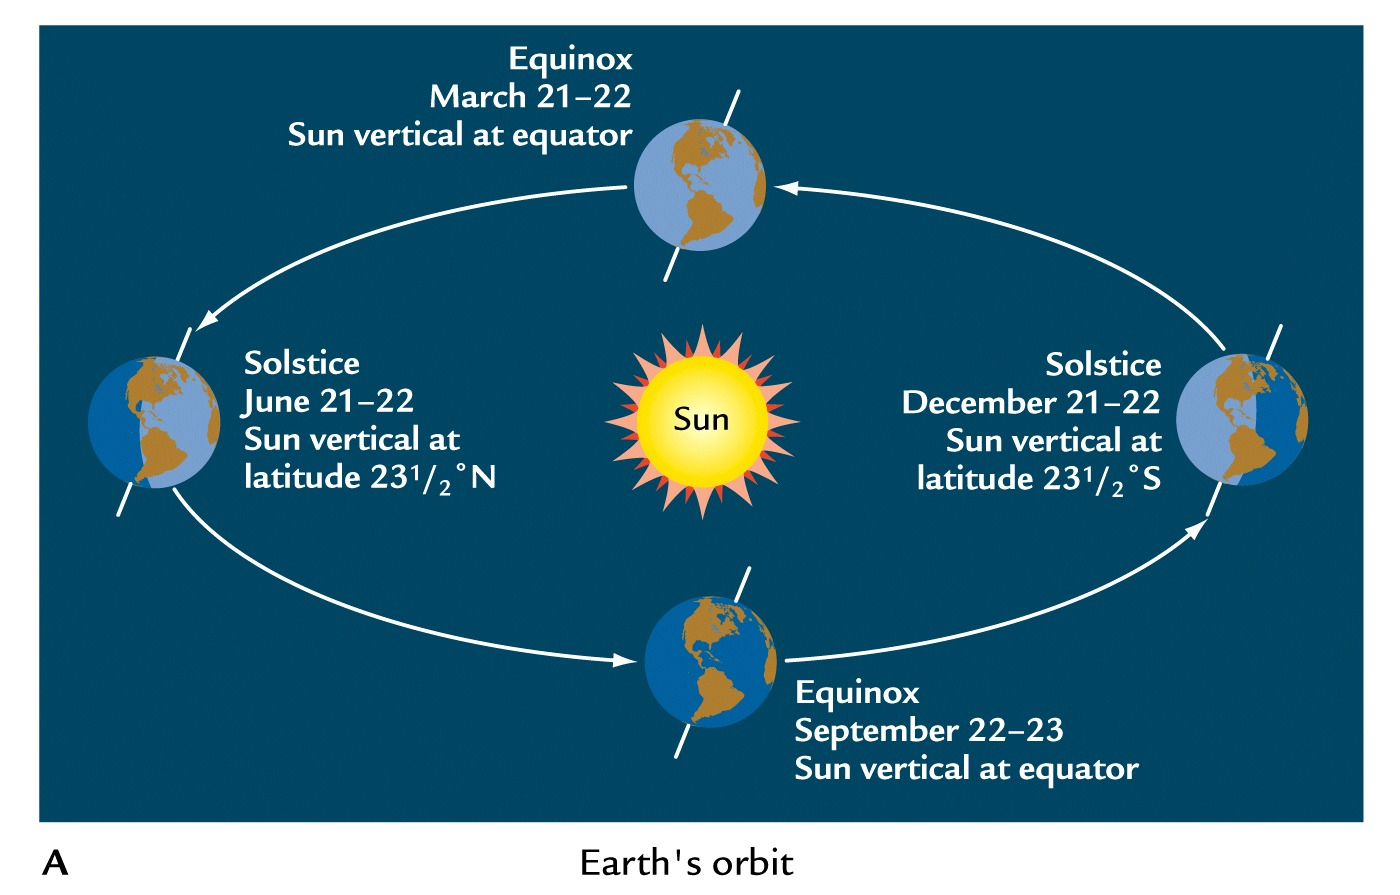 Equinox
March 21–22
Sun vertical at equator
Solstice
June 21–22
Sun vertical at
latitude 23¹/₂°N
Sun
Solstice
December 21–22
Sun vertical at
latitude 23¹/₂°S
Equinox
September 22–23
Sun vertical at equator
A
Earth's orbit